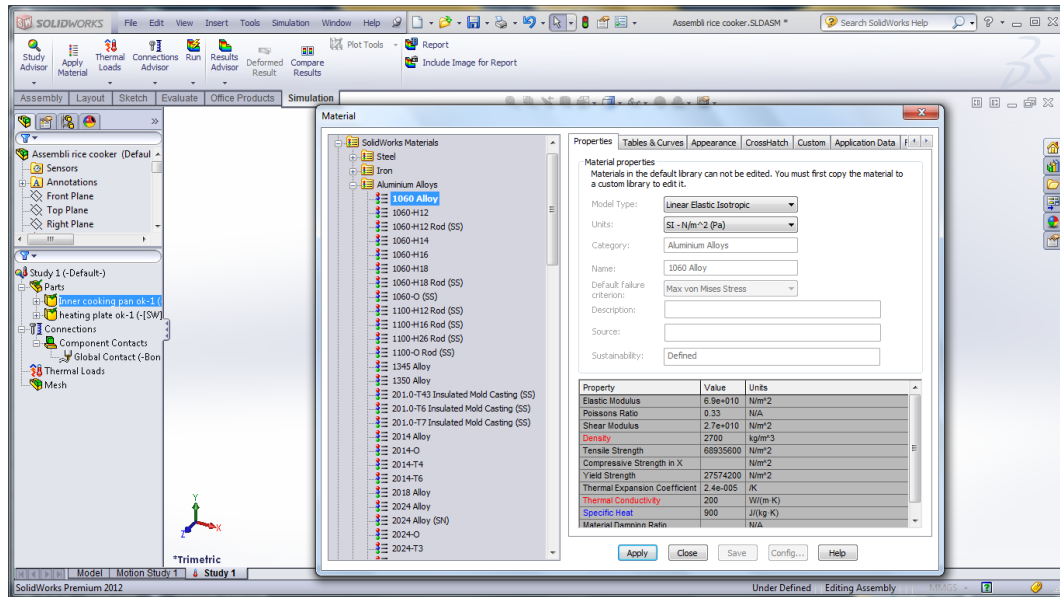 SOLIDWORKS File Edit View Insert Tools Simulation Window Help Assembli rice cooker.SLDASM * Search SolidWorks Help
Study Advisor
Apply Material
Thermal Loads
Connections Advisor
Run
Results Advisor
Deformed Result
Compare Results
Plot Tools
Report
Include Image for Report
Assembly Layout Sketch Evaluate Office Products Simulation
Assembli rice cooker (Defaul
Sensors
Annotations
Front Plane
Top Plane
Right Plane
Study 1 (-Default-)
Parts
Inner cooking pan ok-1 (
heating plate ok-1 (-[SW]
Connections
Component Contacts
Global Contact (-Bon
Thermal Loads
Mesh
Y
X
Z
*Trimetric
Material
SolidWorks Materials
Steel
Iron
Aluminium Alloys
1060 Alloy
1060-H12
1060-H12 Rod (SS)
1060-H14
1060-H16
1060-H18
1060-H18 Rod (SS)
1060-O (SS)
1100-H12 Rod (SS)
1100-H16 Rod (SS)
1100-H26 Rod (SS)
1100-O Rod (SS)
1345 Alloy
1350 Alloy
201.0-T43 Insulated Mold Casting (SS)
201.0-T6 Insulated Mold Casting (SS)
201.0-T7 Insulated Mold Casting (SS)
2014 Alloy
2014-O
2014-T4
2014-T6
2018 Alloy
2024 Alloy
2024 Alloy (SN)
2024-O
2024-T3
Properties Tables & Curves Appearance CrossHatch Custom Application Data F
Material properties
Materials in the default library can not be edited. You must first copy the material to
a custom library to edit it.
Model Type: Linear Elastic Isotropic
Units: SI - N/m^2 (Pa)
Category: Aluminium Alloys
Name: 1060 Alloy
Default failure criterion: Max von Mises Stress
Description:
Source:
Sustainability: Defined
Property Value Units
Elastic Modulus 6.9e+010 N/m^2
Poissons Ratio 0.33 N/A
Shear Modulus 2.7e+010 N/m^2
Density 2700 kg/m^3
Tensile Strength 68935600 N/m^2
Compressive Strength in X N/m^2
Yield Strength 27574200 N/m^2
Thermal Expansion Coefficient 2.4e-005 /K
Thermal Conductivity 200 W/(m·K)
Specific Heat 900 J/(kg·K)
Material Damping Ratio N/A
Apply Close Save Config... Help
Model Motion Study 1 Study 1
SolidWorks Premium 2012 Under Defined Editing Assembly MMGS